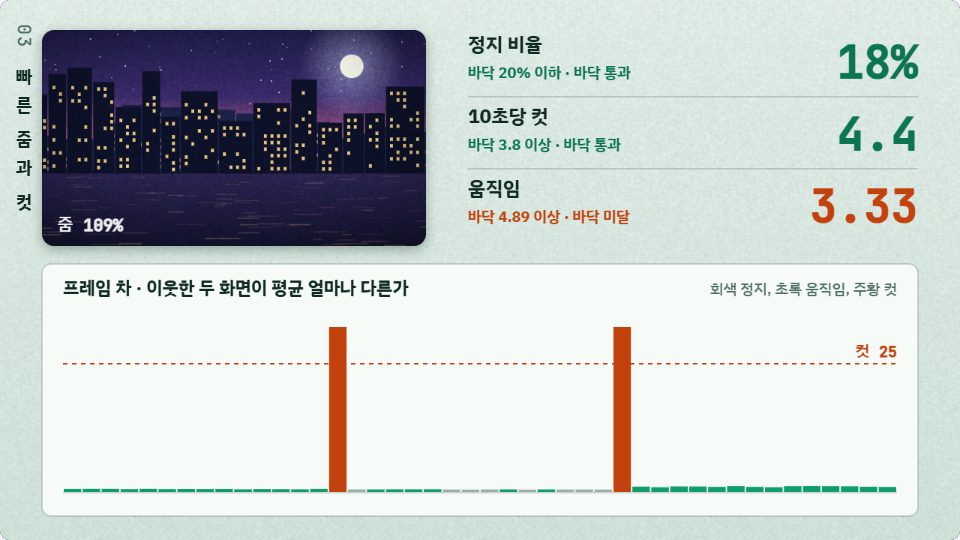 03 빠른 줌과 컷
줌 109%
정지 비율
바닥 20% 이하 · 바닥 통과
18%
10초당 컷
바닥 3.8 이상 · 바닥 통과
4.4
움직임
바닥 4.89 이상 · 바닥 미달
3.33
프레임 차 · 이웃한 두 화면이 평균 얼마나 다른가
회색 정지, 초록 움직임, 주황 컷
컷 25